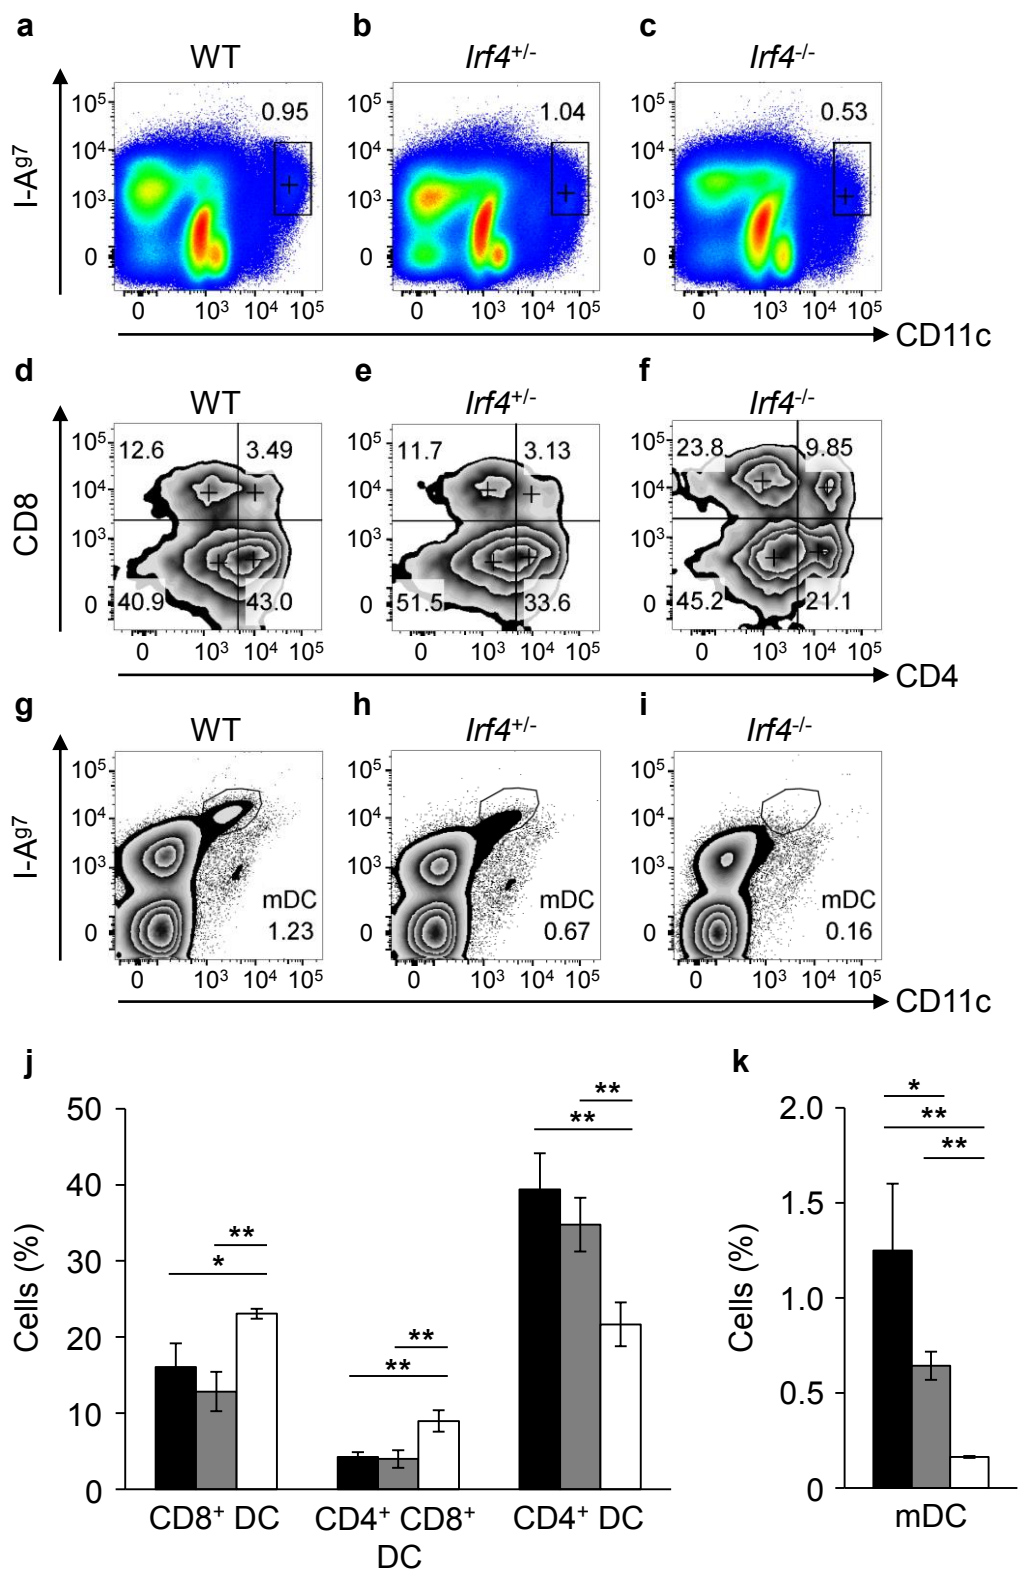 a b c
WT Irf4+/- Irf4-/-
I-Ag7
10⁵ 0.95 10⁵ 1.04 10⁵ 0.53
10⁴ 10⁴ 10⁴
10³ 10³ 10³
0 0 0
0 10³ 10⁴ 10⁵ 0 10³ 10⁴ 10⁵ 0 10³ 10⁴ 10⁵
CD11c
d e f
WT Irf4+/- Irf4-/-
CD8
10⁵ 12.6 3.49 10⁵ 11.7 3.13 10⁵ 23.8 9.85
10⁴ 10⁴ 10⁴
10³ 10³ 10³
0 40.9 43.0 0 51.5 33.6 0 45.2 21.1
0 10³ 10⁴ 10⁵ 0 10³ 10⁴ 10⁵ 0 10³ 10⁴ 10⁵
CD4
g h i
WT Irf4+/- Irf4-/-
I-Ag7
10⁵ 10⁵ 10⁵
10⁴ 10⁴ 10⁴
10³ 10³ 10³
mDC mDC mDC
0 1.23 0 0.67 0 0.16
0 10³ 10⁴ 10⁵ 0 10³ 10⁴ 10⁵ 0 10³ 10⁴ 10⁵
CD11c
j
Cells (%)
50
40
30
20
10
0
** * ** ** ** **
CD8+ DC CD4+ CD8+ CD4+ DC
DC
k
Cells (%)
2.0
1.5
1.0
0.5
0
*
**
**
mDC